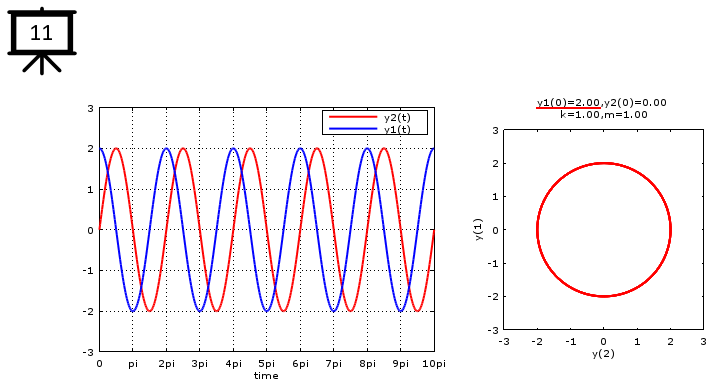 11
y1(0)=2.00,y2(0)=0.00
k=1.00,m=1.00
y2(t)
y1(t)
3
2
1
0
-1
-2
-3
0 pi 2pi 3pi 4pi 5pi 6pi 7pi 8pi 9pi 10pi
time
3
2
1
0
-1
-2
-3
y(1)
-3 -2 -1 0 1 2 3
y(2)